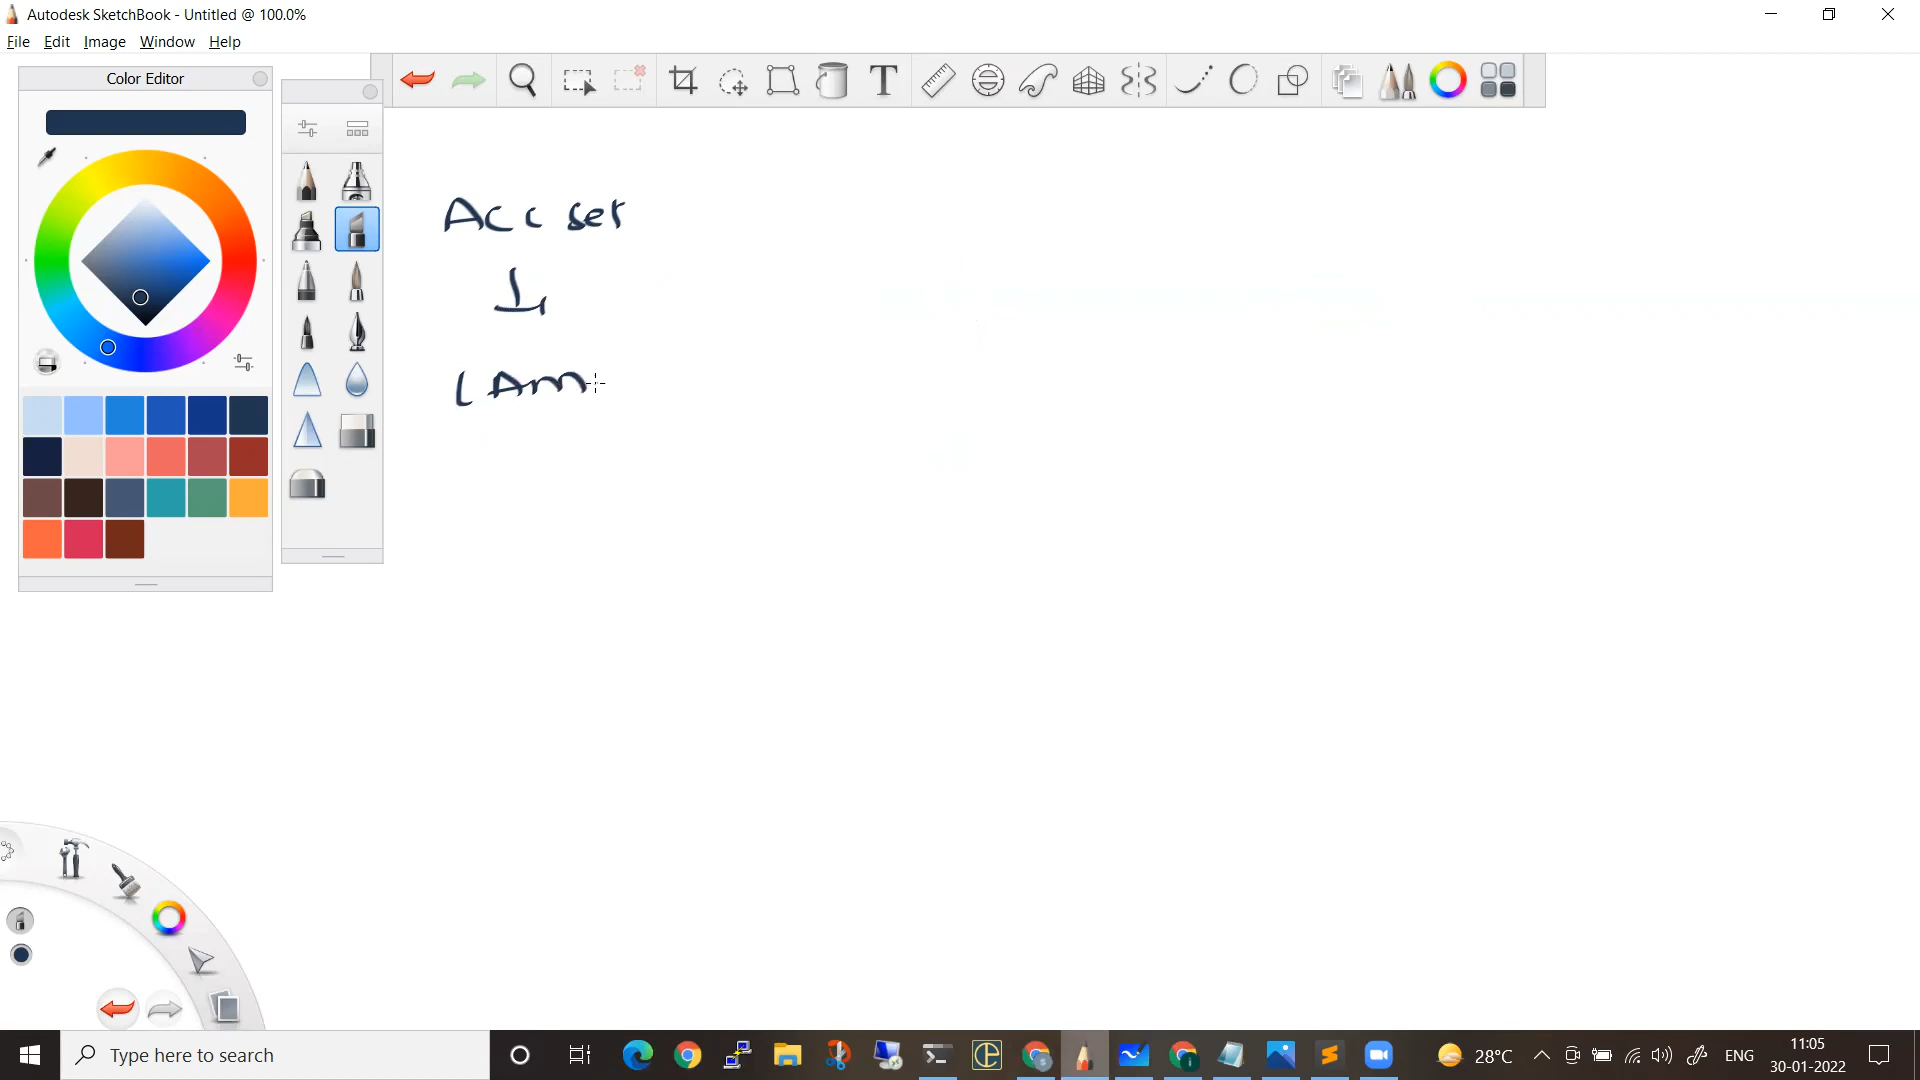 Autodesk SketchBook - Untitled @ 100.0%
File Edit Image Window Help
Color Editor
T
Acc set
IAM
Type here to search
28°C
ENG
11:05
30-01-2022